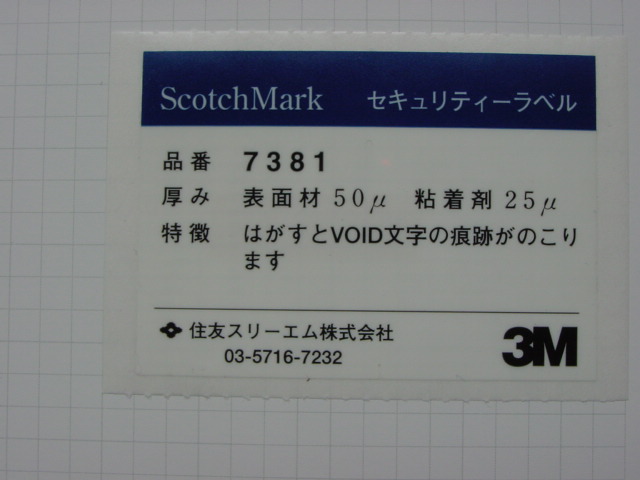 ScotchMark セキュリティーラベル
品番 7381
厚み 表面材 50μ 粘着剤 25μ
特徴 はがすとVOID文字の痕跡がのこり
ます
住友スリーエム株式会社
03-5716-7232
3M